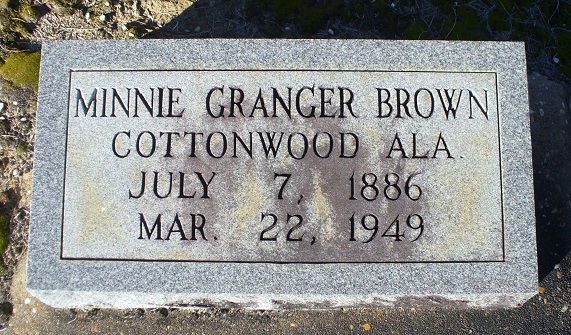 MINNIE GRANGER BROWN
COTTONWOOD ALA.
JULY 7, 1886
MAR. 22, 1949